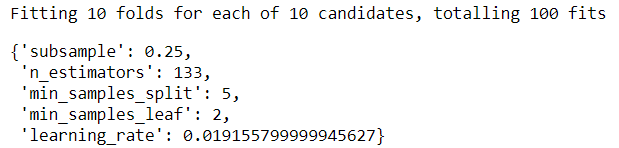 Fitting 10 folds for each of 10 candidates, totalling 100 fits
{'subsample': 0.25,
'n_estimators': 133,
'min_samples_split': 5,
'min_samples_leaf': 2,
'learning_rate': 0.019155799999945627}